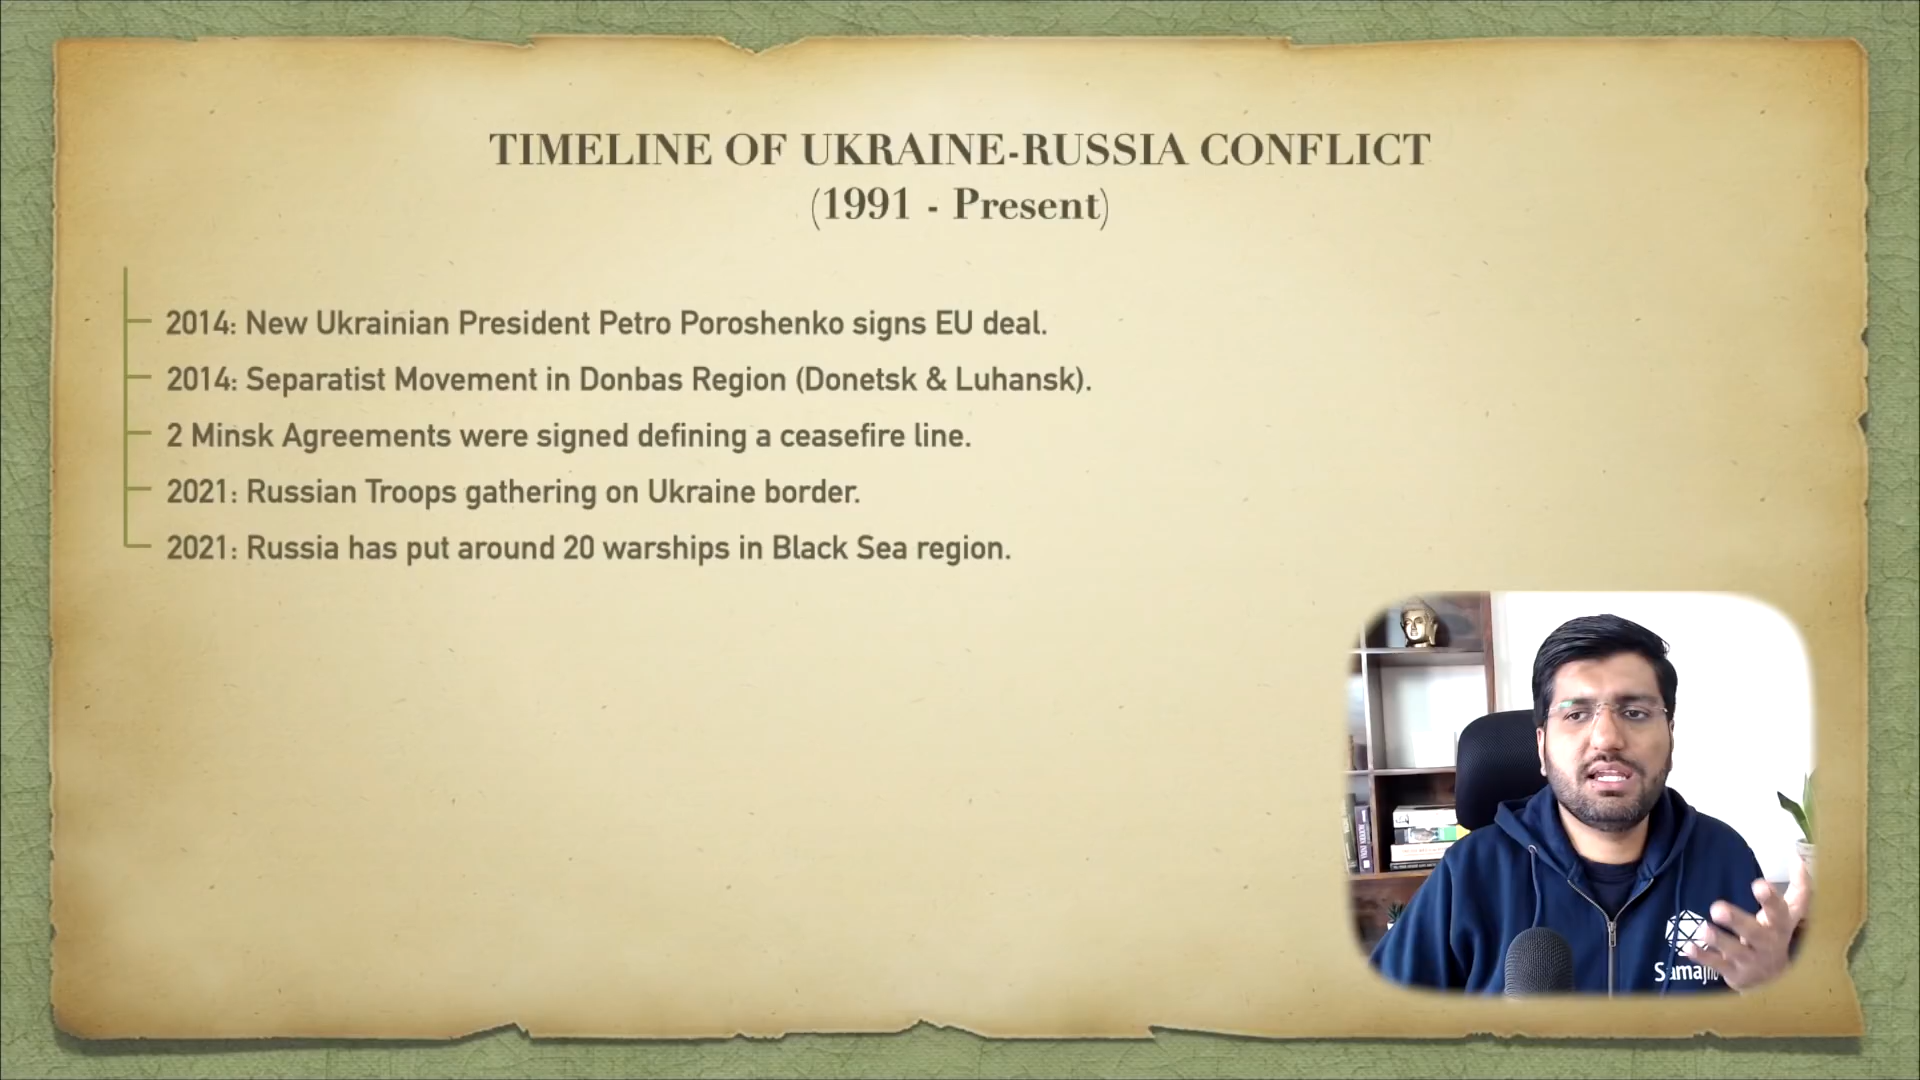 TIMELINE OF UKRAINE-RUSSIA CONFLICT
(1991 - Present)
2014: New Ukrainian President Petro Poroshenko signs EU deal.
2014: Separatist Movement in Donbas Region (Donetsk & Luhansk).
2 Minsk Agreements were signed defining a ceasefire line.
2021: Russian Troops gathering on Ukraine border.
2021: Russia has put around 20 warships in Black Sea region.